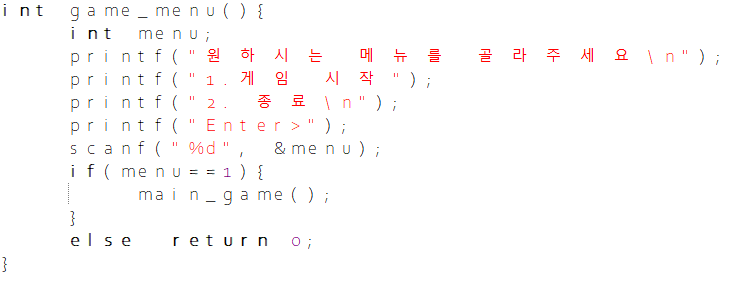 int game_menu(){
int menu;
printf("원하시는 메뉴를 골라주세요\n");
printf("1.게임 시작");
printf("2. 종료\n");
printf("Enter>");
scanf("%d", &menu);
if(menu==1){
main_game();
}
else return 0;
}